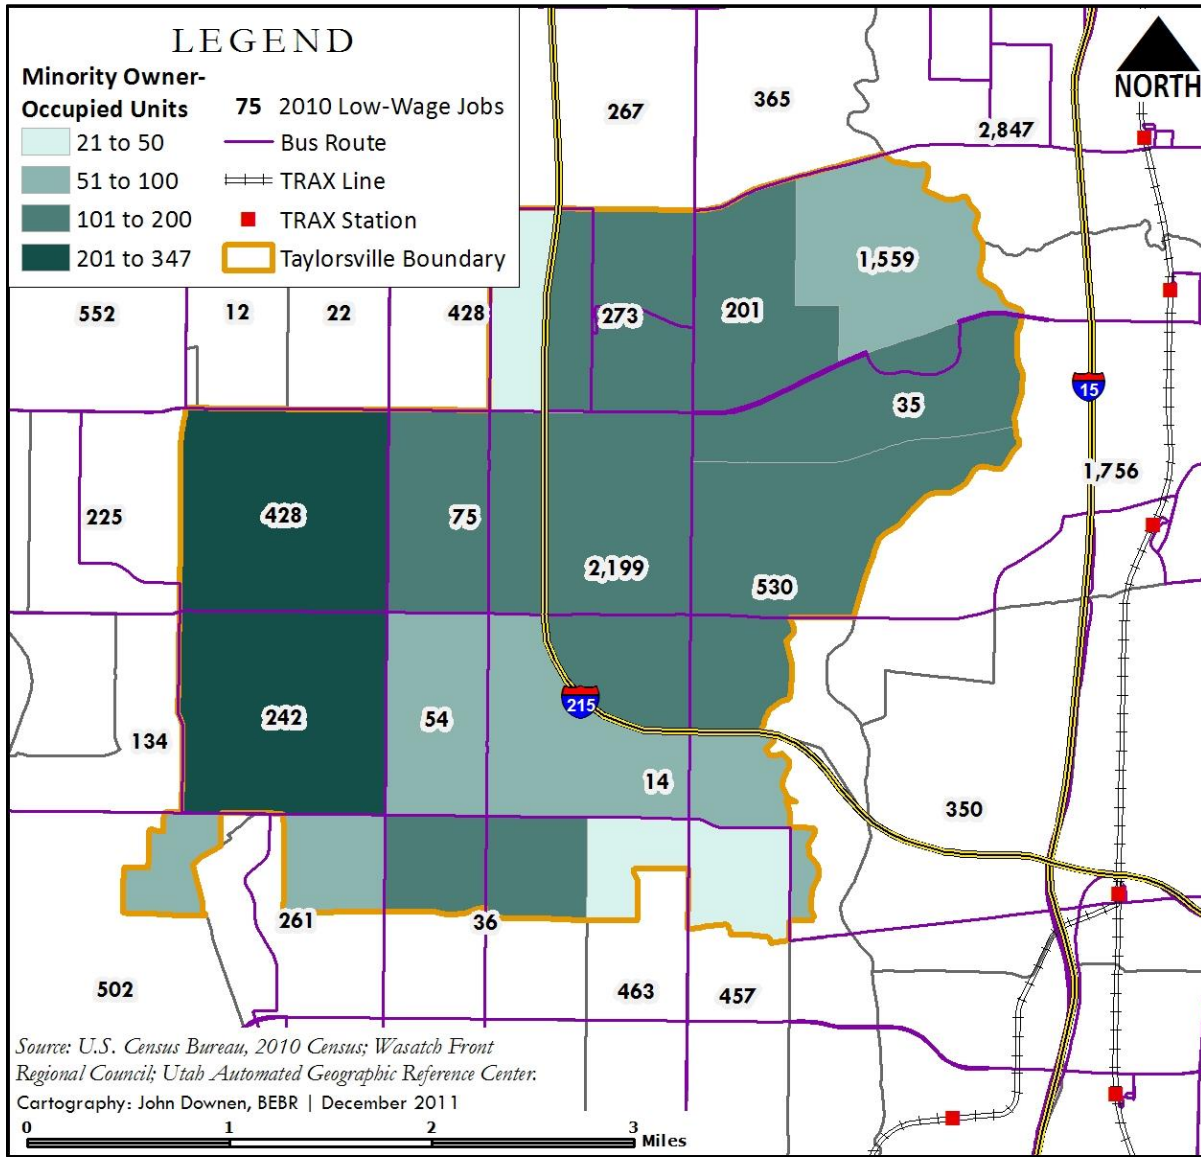 LEGEND
Minority Owner-
Occupied Units
21 to 50
51 to 100
101 to 200
201 to 347
75 2010 Low-Wage Jobs
Bus Route
TRAX Line
TRAX Station
Taylorsville Boundary
NORTH
267
365
2,847
1,559
552
12
22
428
273
201
35
15
1,756
225
428
75
2,199
530
134
242
54
215
14
350
261
36
502
463
457
Source: U.S. Census Bureau, 2010 Census; Wasatch Front
Regional Council; Utah Automated Geographic Reference Center.
Cartography: John Downen, BEBR | December 2011
0 1 2 3 Miles